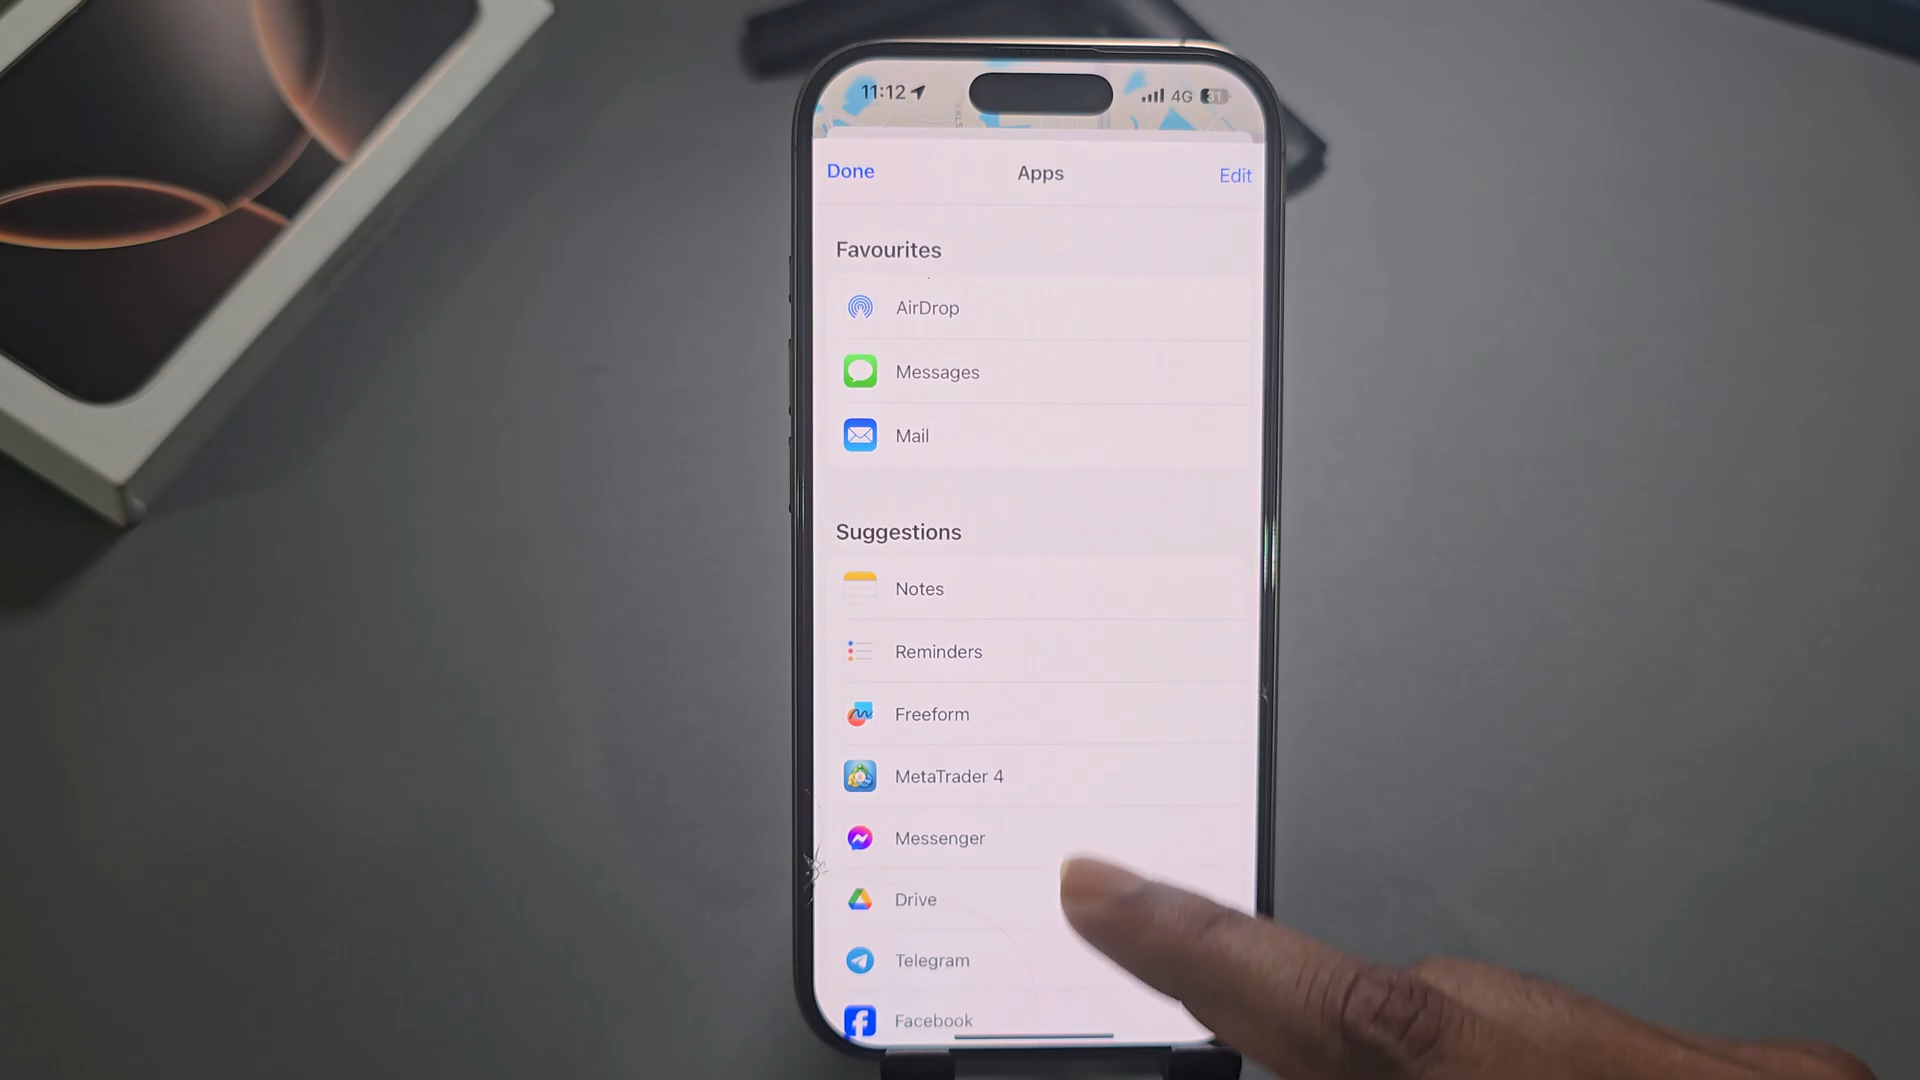 11:12 4G 31
Done Apps Edit
Favourites
AirDrop
Messages
Mail
Suggestions
Notes
Reminders
Freeform
MetaTrader 4
Messenger
Drive
Telegram
Facebook